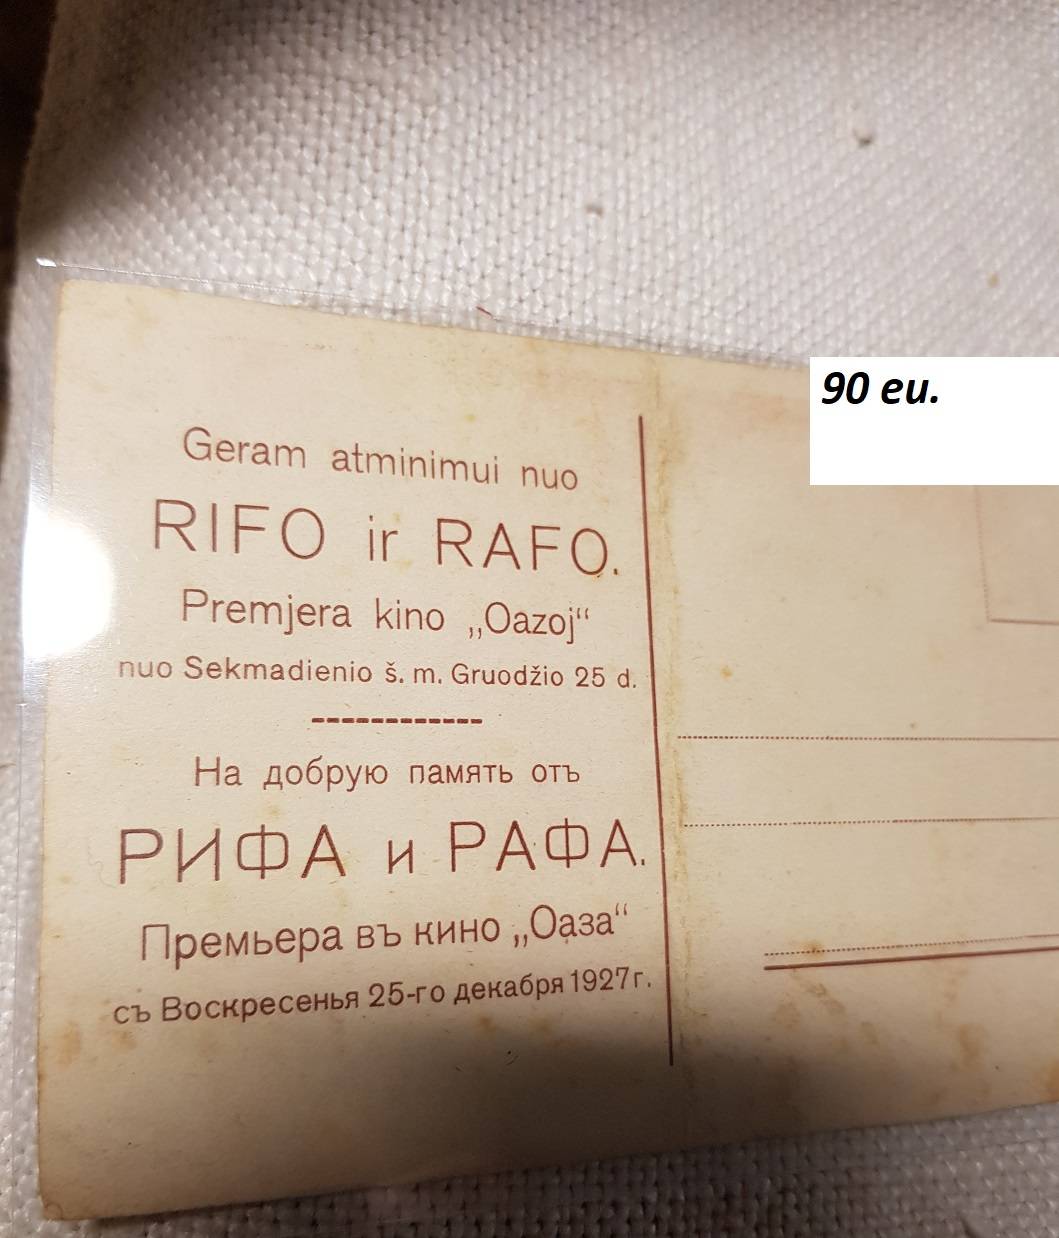 90 eu.
Geram atminimui nuo
RIFO ir RAFO.
Premjera kino „Oazoj“
nuo Sekmadienio š. m. Gruodžio 25 d.
На добрую память отъ
РИФА и РАФА.
Премьера въ кино „Оаза“
съ Воскресенья 25-го декабря 1927 г.